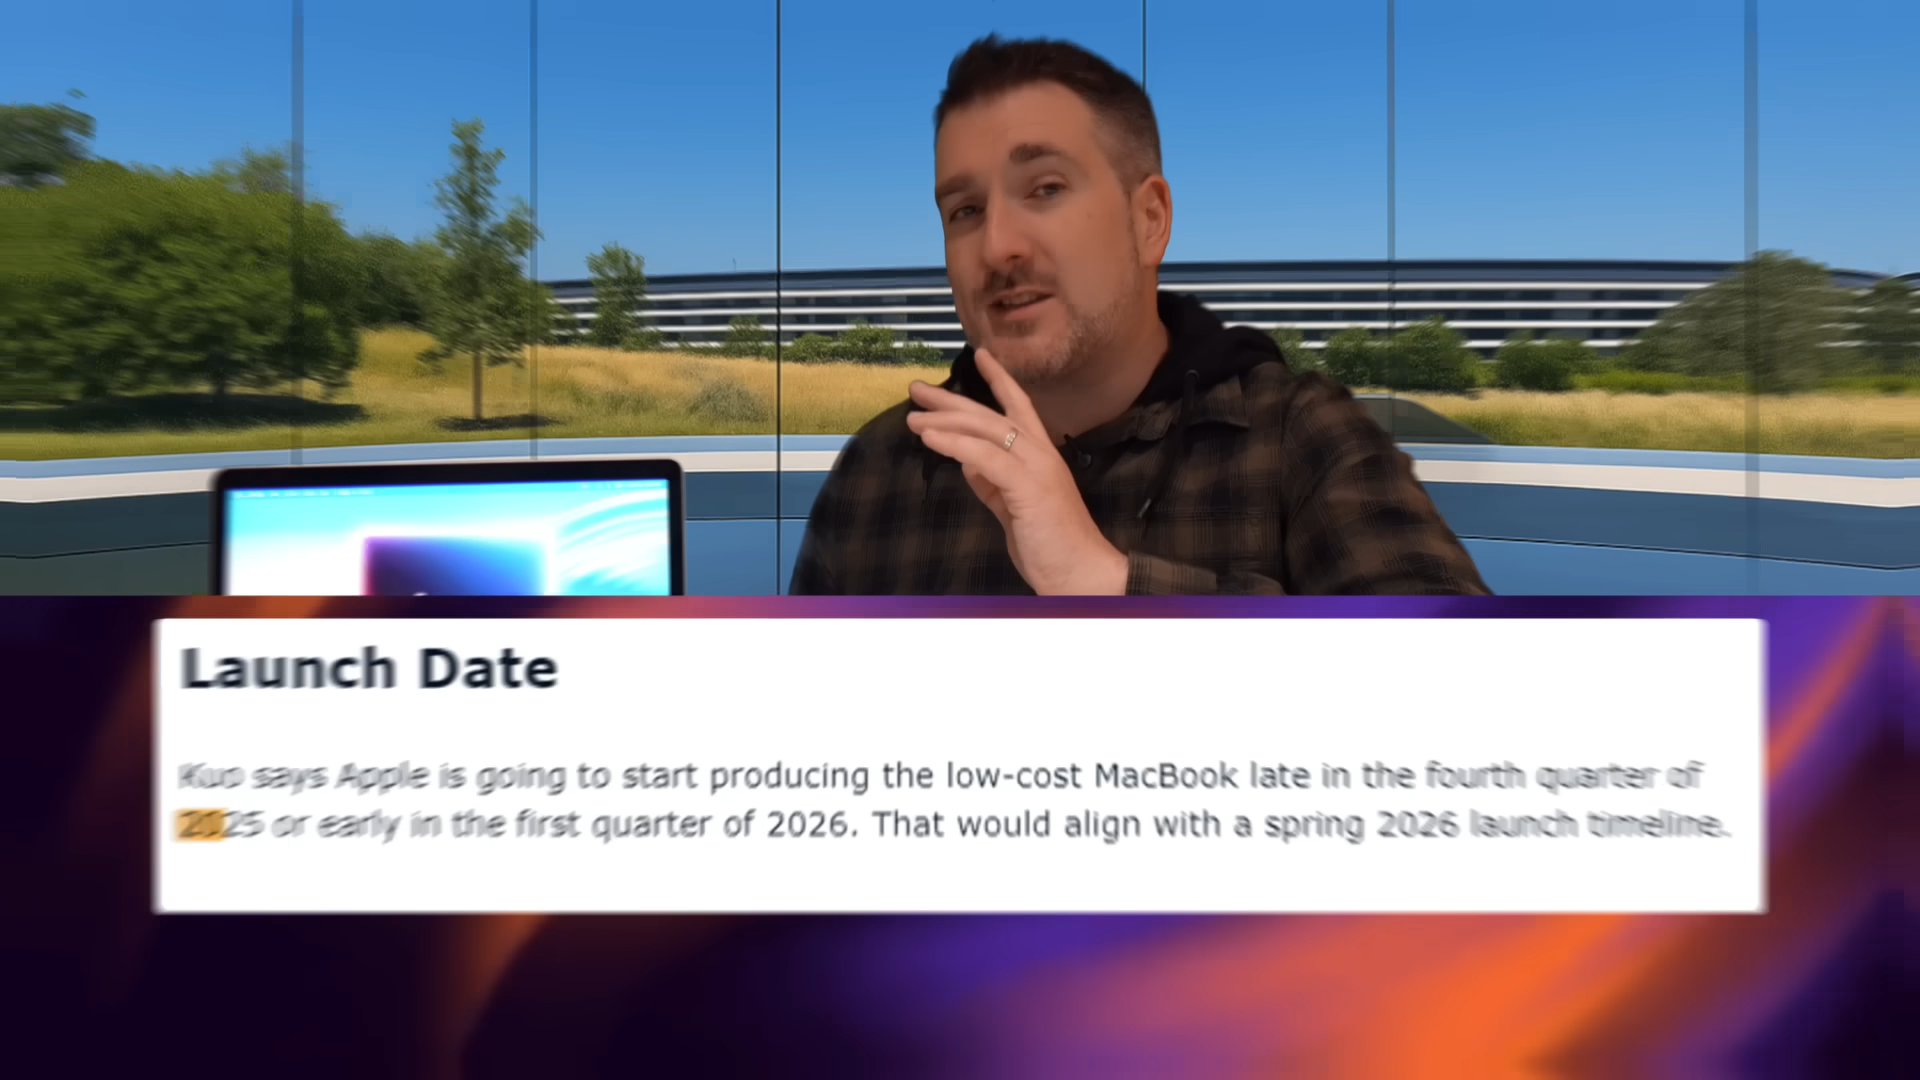 Launch Date
Kuo says Apple is going to start producing the low-cost MacBook late in the fourth quarter of
2025 or early in the first quarter of 2026. That would align with a spring 2026 launch timeline.